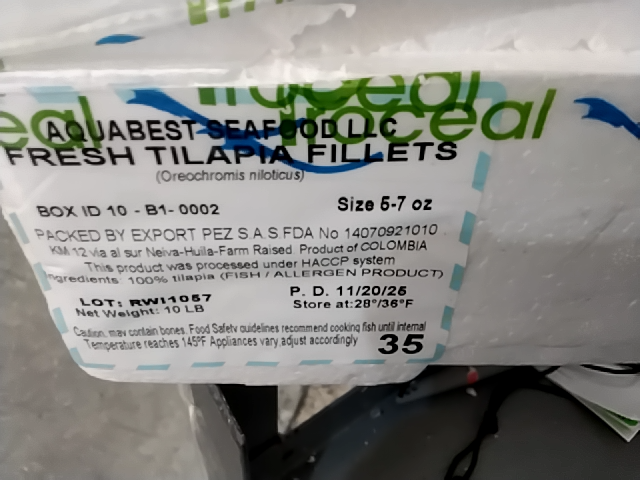 traceal
eal
traceal
AQUABEST SEAFOOD LLC
FRESH TILAPIA FILLETS
(Oreochromis niloticus)
BOX ID 10 - B1- 0002 Size 5-7 oz
PACKED BY EXPORT PEZ S.A.S.FDA No 14070921010
KM 12 via al sur Neiva-Huila-Farm Raised. Product of COLOMBIA
This product was processed under HACCP system
Ingredients: 100% tilapia (FISH / ALLERGEN PRODUCT)
LOT: RWI1057 P. D. 11/20/25
Net Weight: 10 LB Store at:28°/36°F
Caution, may contain bones. Food Safety guidelines recommend cooking fish until internal
Temperature reaches 145ºF Appliances vary,adjust accordingly
35